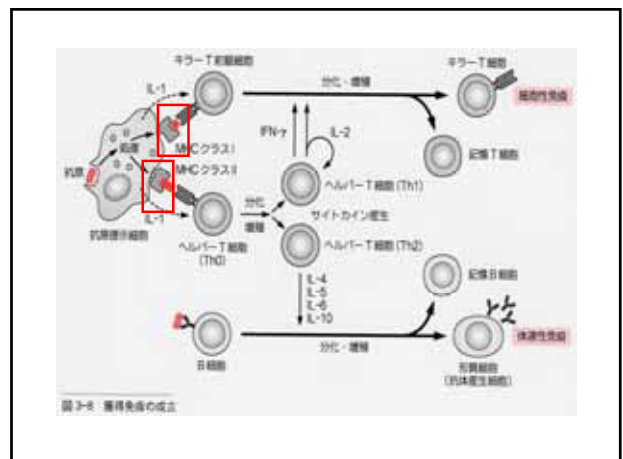 キラーT前駆細胞
キラーT細胞
IL-1
分化・増殖
細胞性免疫
処理
MHCクラスI
IFN-γ
IL-2
記憶T細胞
抗原
MHCクラスII
ヘルパーT細胞(Th1)
分化
増殖
サイトカイン産生
IL-1
抗原提示細胞
ヘルパーT細胞
(Th0)
ヘルパーT細胞(Th2)
IL-4
IL-5
IL-6
IL-10
記憶B細胞
B細胞
分化・増殖
体液性免疫
形質細胞
(抗体産生細胞)
図3-8 獲得免疫の成立